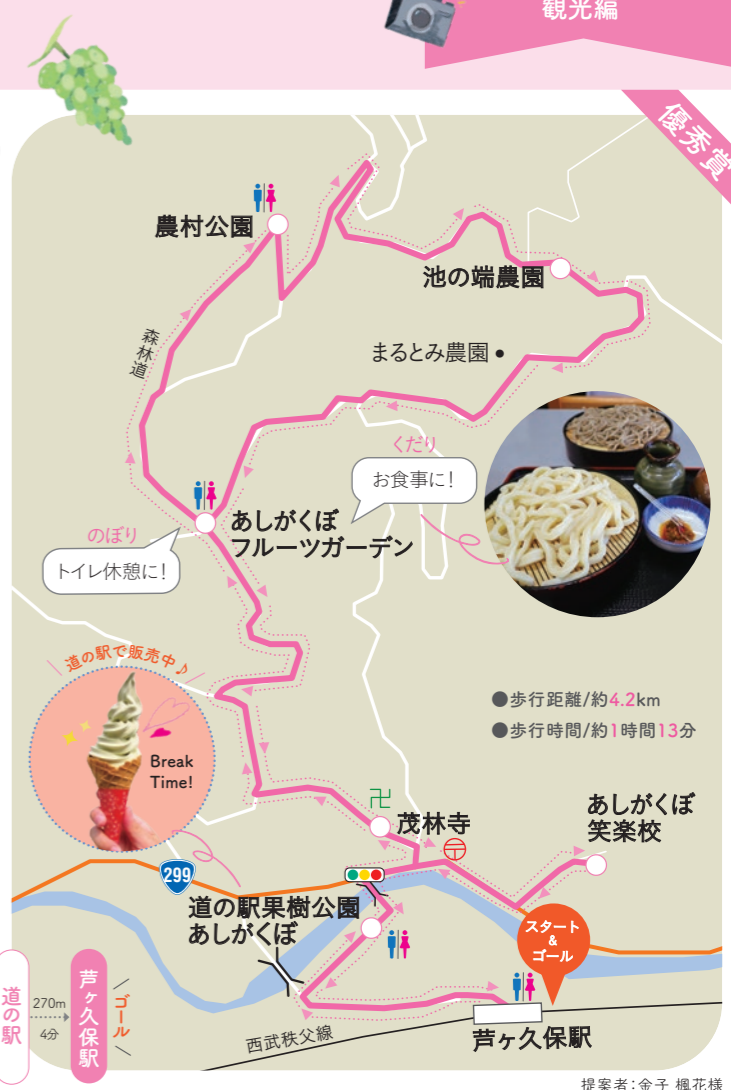 観光編
優秀賞
農村公園
池の端農園
森林道
まるとみ農園
くだり
お食事に!
あしがくぼ
フルーツガーデン
のぼり
トイレ休憩に!
道の駅で販売中♪
Break
Time!
●歩行距離/約4.2km
●歩行時間/約1時間13分
あしがくぼ
笑楽校
卍
茂林寺
〒
299
道の駅果樹公園
あしがくぼ
スタート
&
ゴール
道の駅
270m
4分
芦ヶ久保駅
ゴール
西武秩父線
芦ヶ久保駅
提案者:金子 楓花様